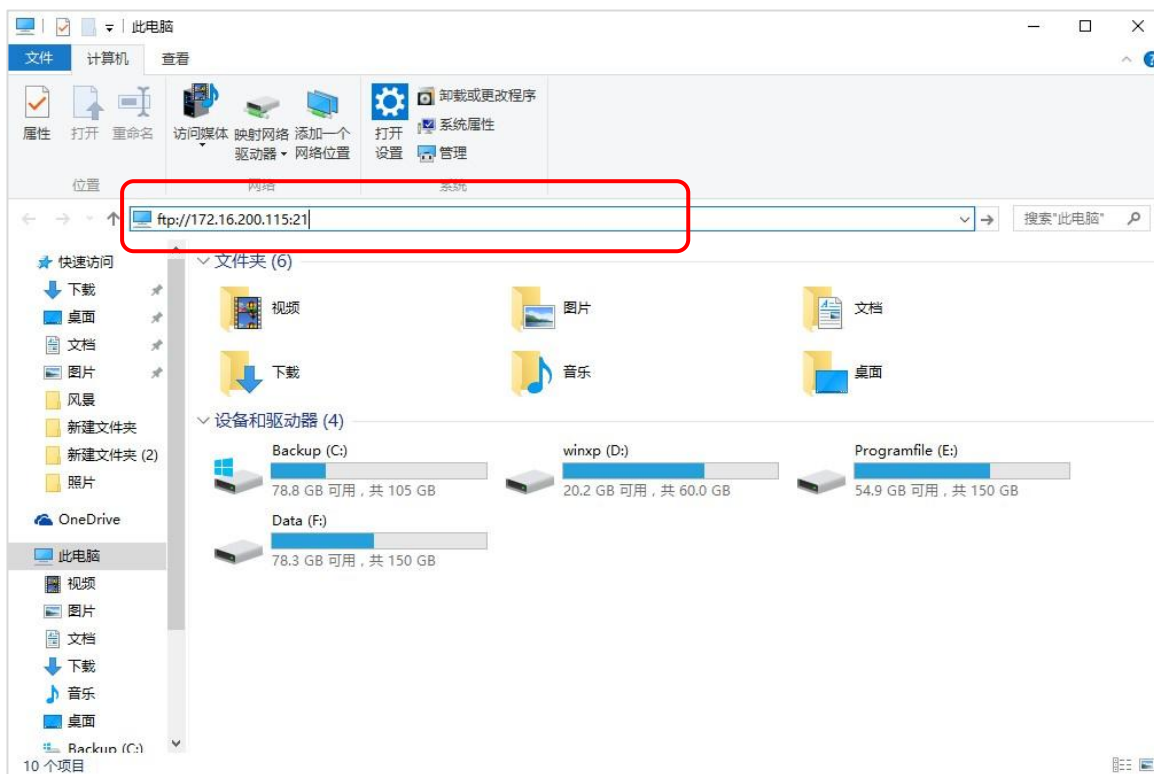 此电脑
文件 计算机 查看
属性 打开 重命名 访问媒体 映射网络驱动器 添加一个网络位置 打开设置 卸载或更改程序
系统属性
管理
位置 网络 系统
ftp://172.16.200.115:21 搜索"此电脑"
快速访问
下载
桌面
文档
图片
风景
新建文件夹
新建文件夹 (2)
照片
OneDrive
此电脑
视频
图片
文档
下载
音乐
桌面
Backup (C:)
文件夹 (6)
视频 图片 文档
下载 音乐 桌面
设备和驱动器 (4)
Backup (C:) winxp (D:) Programfile (E:)
78.8 GB 可用，共 105 GB 20.2 GB 可用，共 60.0 GB 54.9 GB 可用，共 150 GB
Data (F:)
78.3 GB 可用，共 150 GB
10 个项目